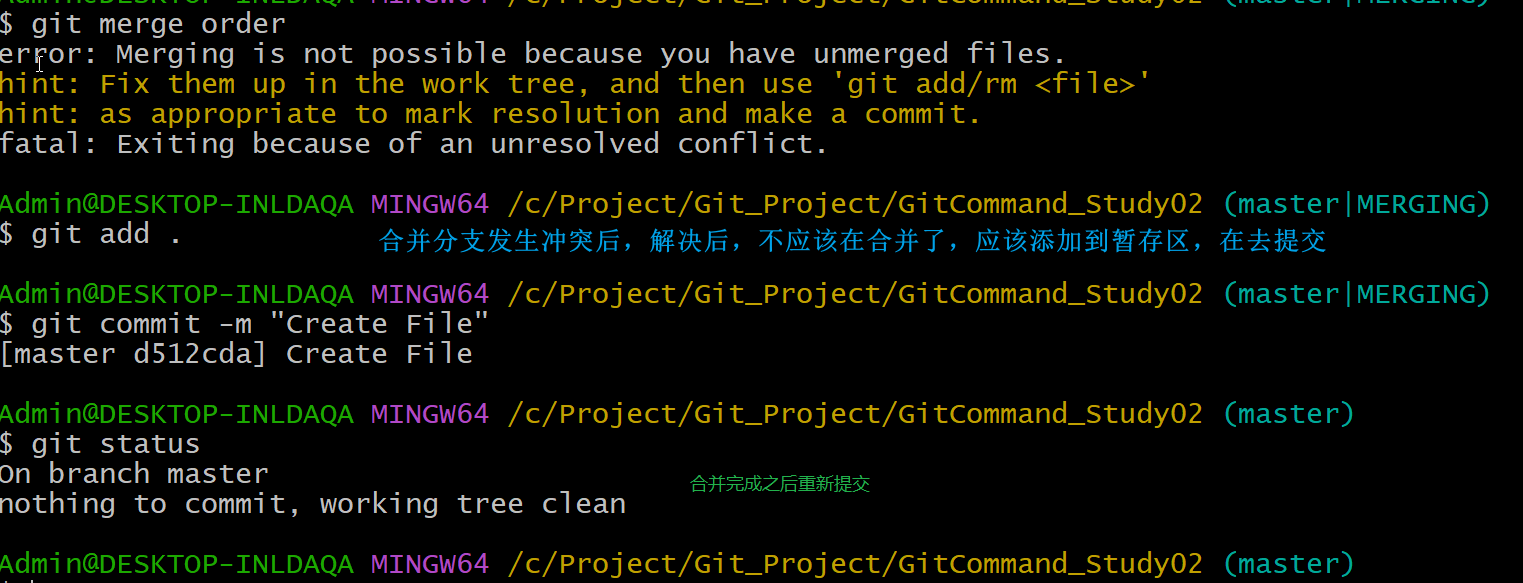 Admin@DESKTOP-INLDAQA MINGW64 /c/Project/Git_Project/GitCommand_Study02 (master|MERGING)
$ git merge order
error: Merging is not possible because you have unmerged files.
hint: Fix them up in the work tree, and then use 'git add/rm <file>'
hint: as appropriate to mark resolution and make a commit.
fatal: Exiting because of an unresolved conflict.
Admin@DESKTOP-INLDAQA MINGW64 /c/Project/Git_Project/GitCommand_Study02 (master|MERGING)
$ git add .
合并分支发生冲突后，解决后，不应该在合并了，应该添加到暂存区，在去提交
Admin@DESKTOP-INLDAQA MINGW64 /c/Project/Git_Project/GitCommand_Study02 (master|MERGING)
$ git commit -m "Create File"
[master d512cda] Create File
Admin@DESKTOP-INLDAQA MINGW64 /c/Project/Git_Project/GitCommand_Study02 (master)
$ git status
On branch master
合并完成之后重新提交
nothing to commit, working tree clean
Admin@DESKTOP-INLDAQA MINGW64 /c/Project/Git_Project/GitCommand_Study02 (master)